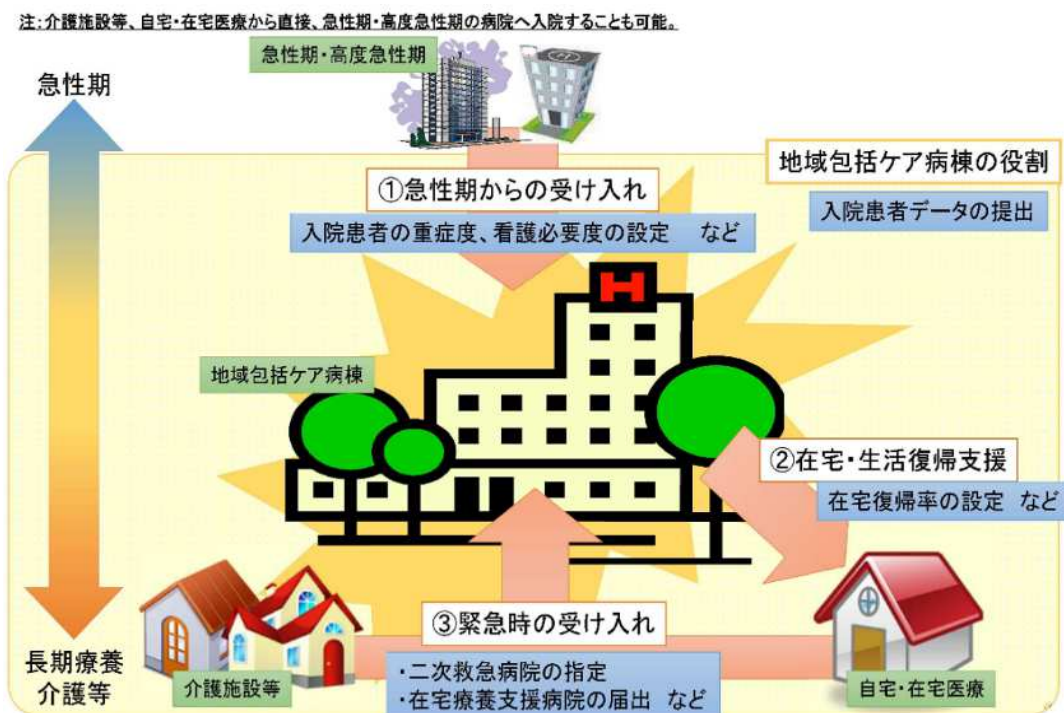 注:介護施設等、自宅・在宅医療から直接、急性期・高度急性期の病院へ入院することも可能。
急性期・高度急性期
急性期
地域包括ケア病棟の役割
①急性期からの受け入れ
入院患者データの提出
入院患者の重症度、看護必要度の設定 など
H
地域包括ケア病棟
②在宅・生活復帰支援
在宅復帰率の設定 など
③緊急時の受け入れ
長期療養
介護等
介護施設等
・二次救急病院の指定
・在宅療養支援病院の届出 など
自宅・在宅医療